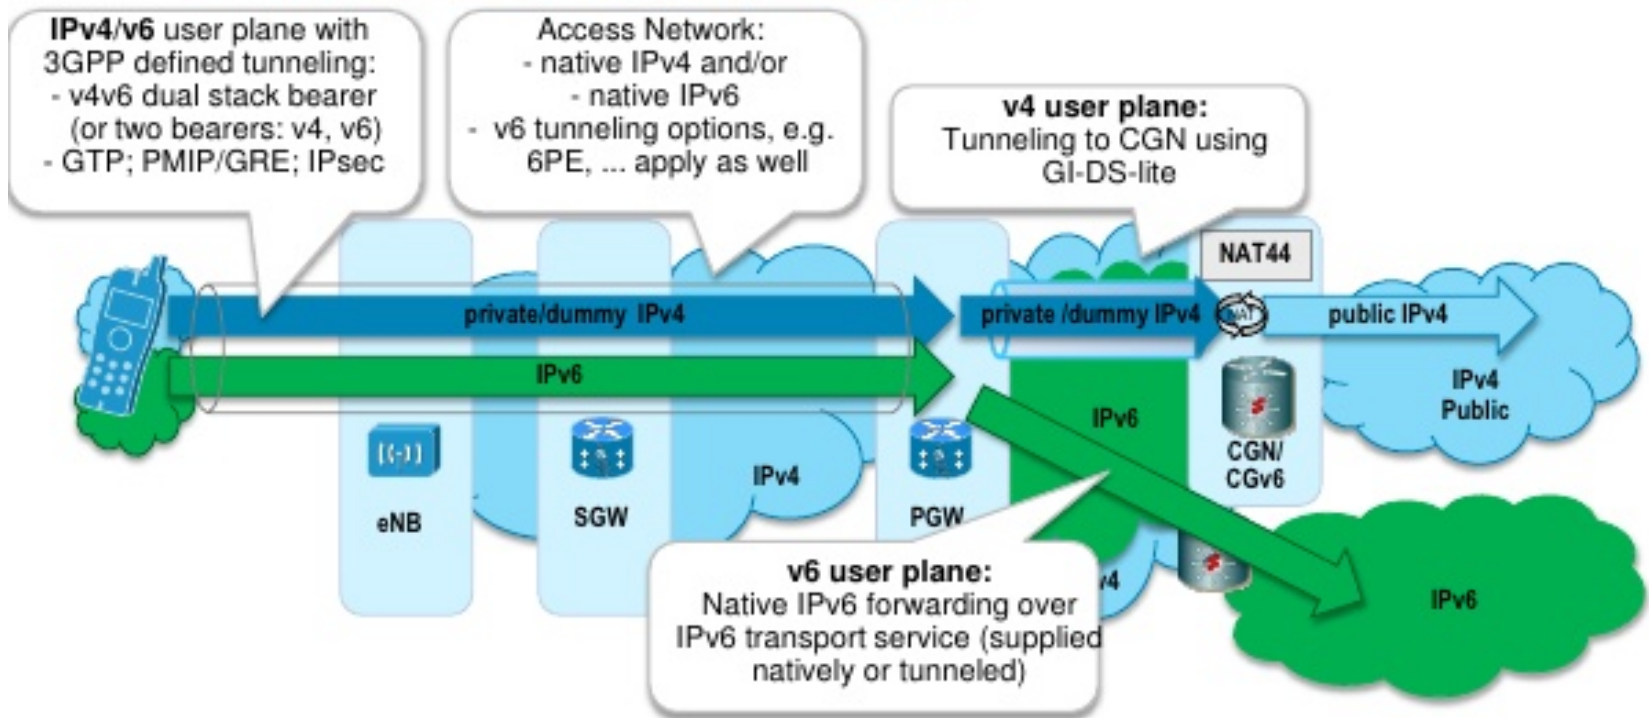 IPv4/v6 user plane with
3GPP defined tunneling:
- v4v6 dual stack bearer
(or two bearers: v4, v6)
- GTP; PMIP/GRE; IPsec
Access Network:
- native IPv4 and/or
- native IPv6
- v6 tunneling options, e.g.
6PE, ... apply as well
v4 user plane:
Tunneling to CGN using
GI-DS-lite
NAT44
private/dummy IPv4
private /dummy IPv4
NAT
public IPv4
IPv6
IPv4
Public
IPv6
CGN/
CGv6
IPv4
eNB
SGW
PGW
v6 user plane:
Native IPv6 forwarding over
IPv6 transport service (supplied
natively or tunneled)
v4
IPv6